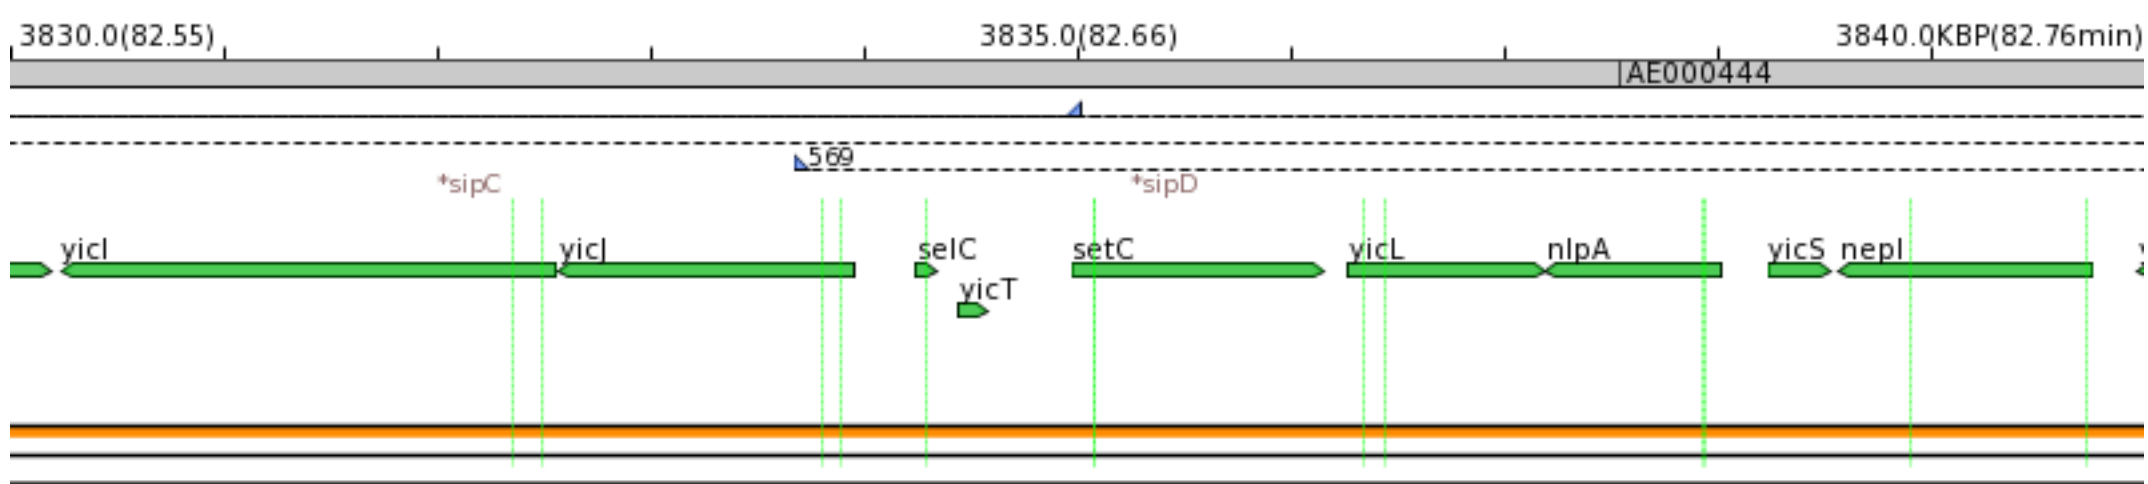 3830.0(82.55) 3835.0(82.66) 3840.0KBP(82.76min)
AE000444
569
*sipC *sipD
yicI yicJ selC setC yicL nlpA yicS nepI
yicT